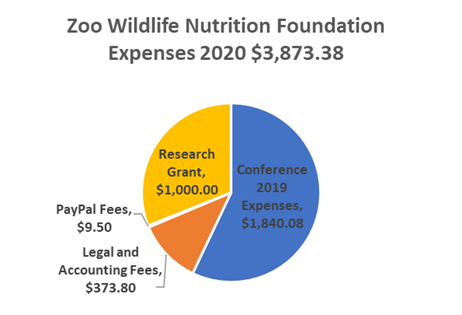 Zoo Wildlife Nutrition Foundation
Expenses 2020 $3,873.38
Research
Grant,
$1,000.00
Conference
2019
Expenses,
$1,840.08
PayPal Fees,
$9.50
Legal and
Accounting Fees,
$373.80